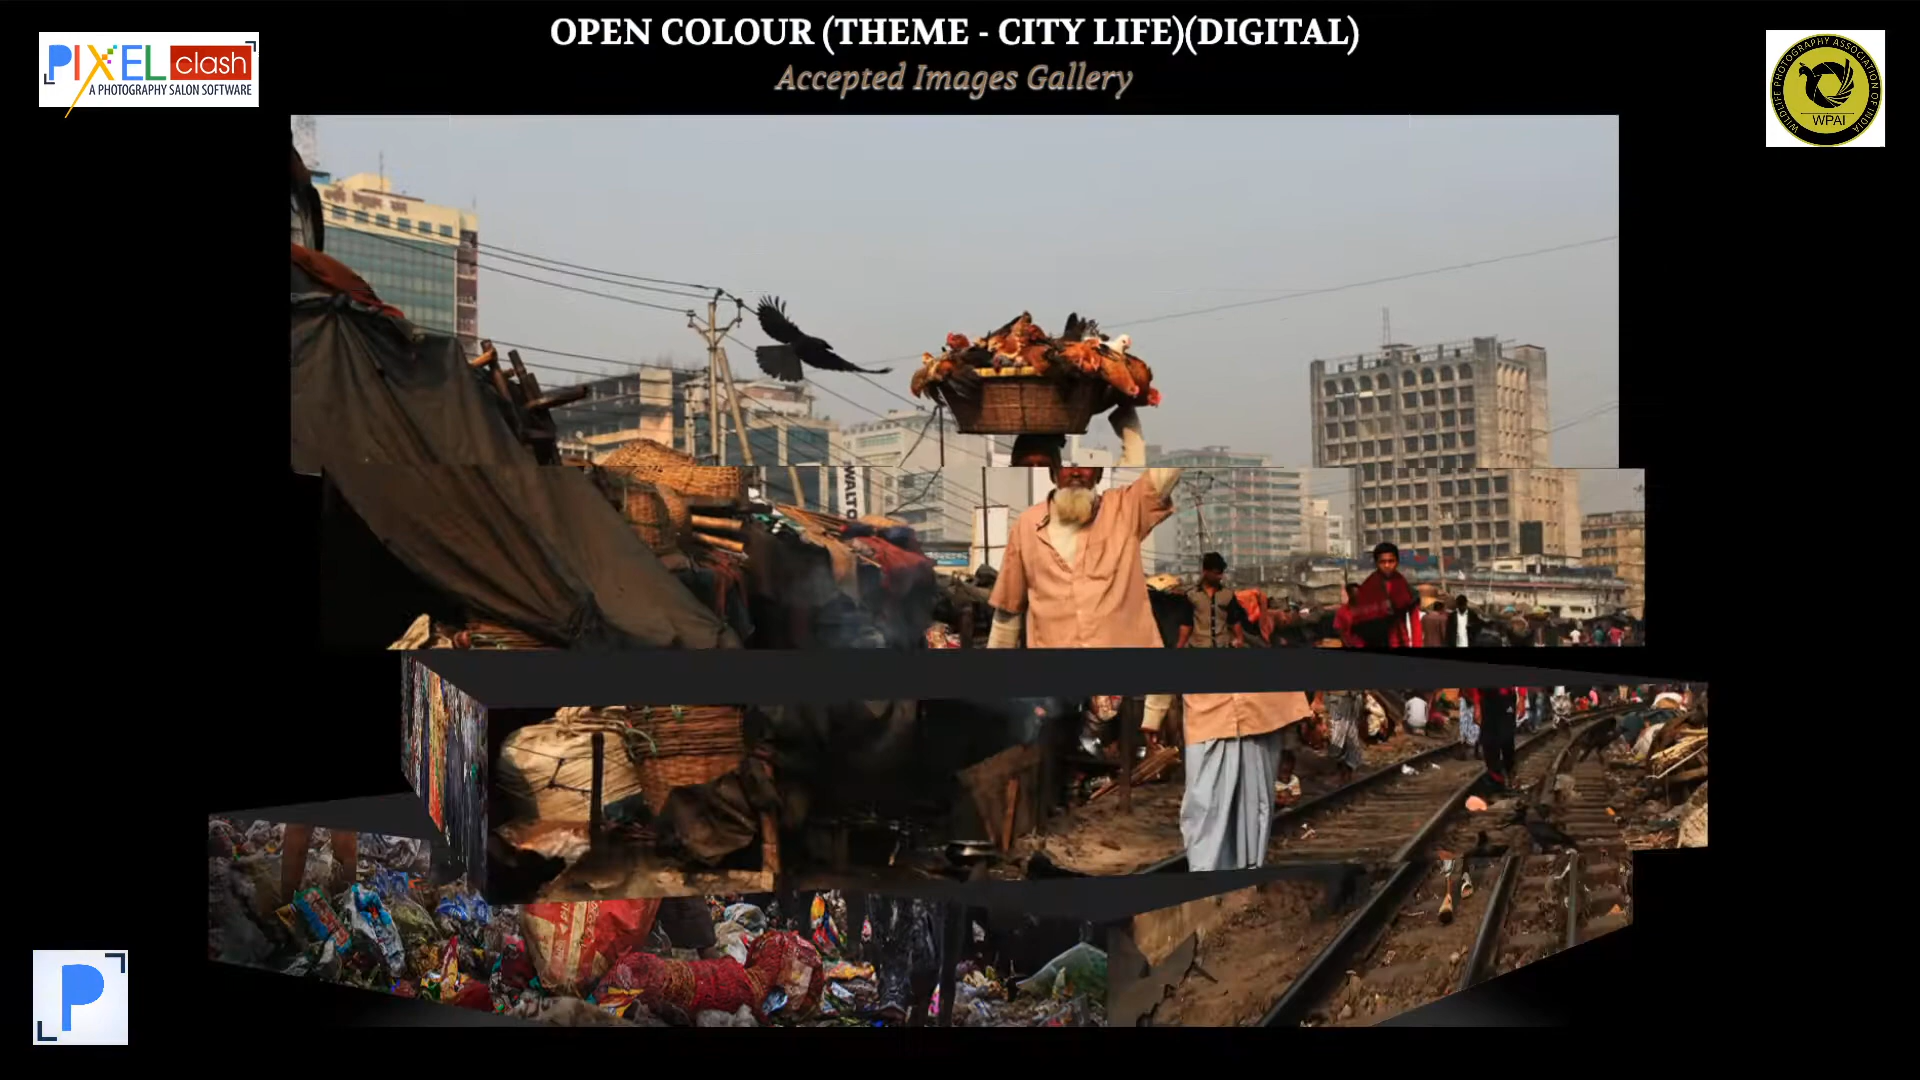 OPEN COLOUR (THEME - CITY LIFE)(DIGITAL)
Accepted Images Gallery
PIXEL clash
A PHOTOGRAPHY SALON SOFTWARE
WILDLIFE PHOTOGRAPHY ASSOCIATION OF INDIA
WPAI
WALTO
P